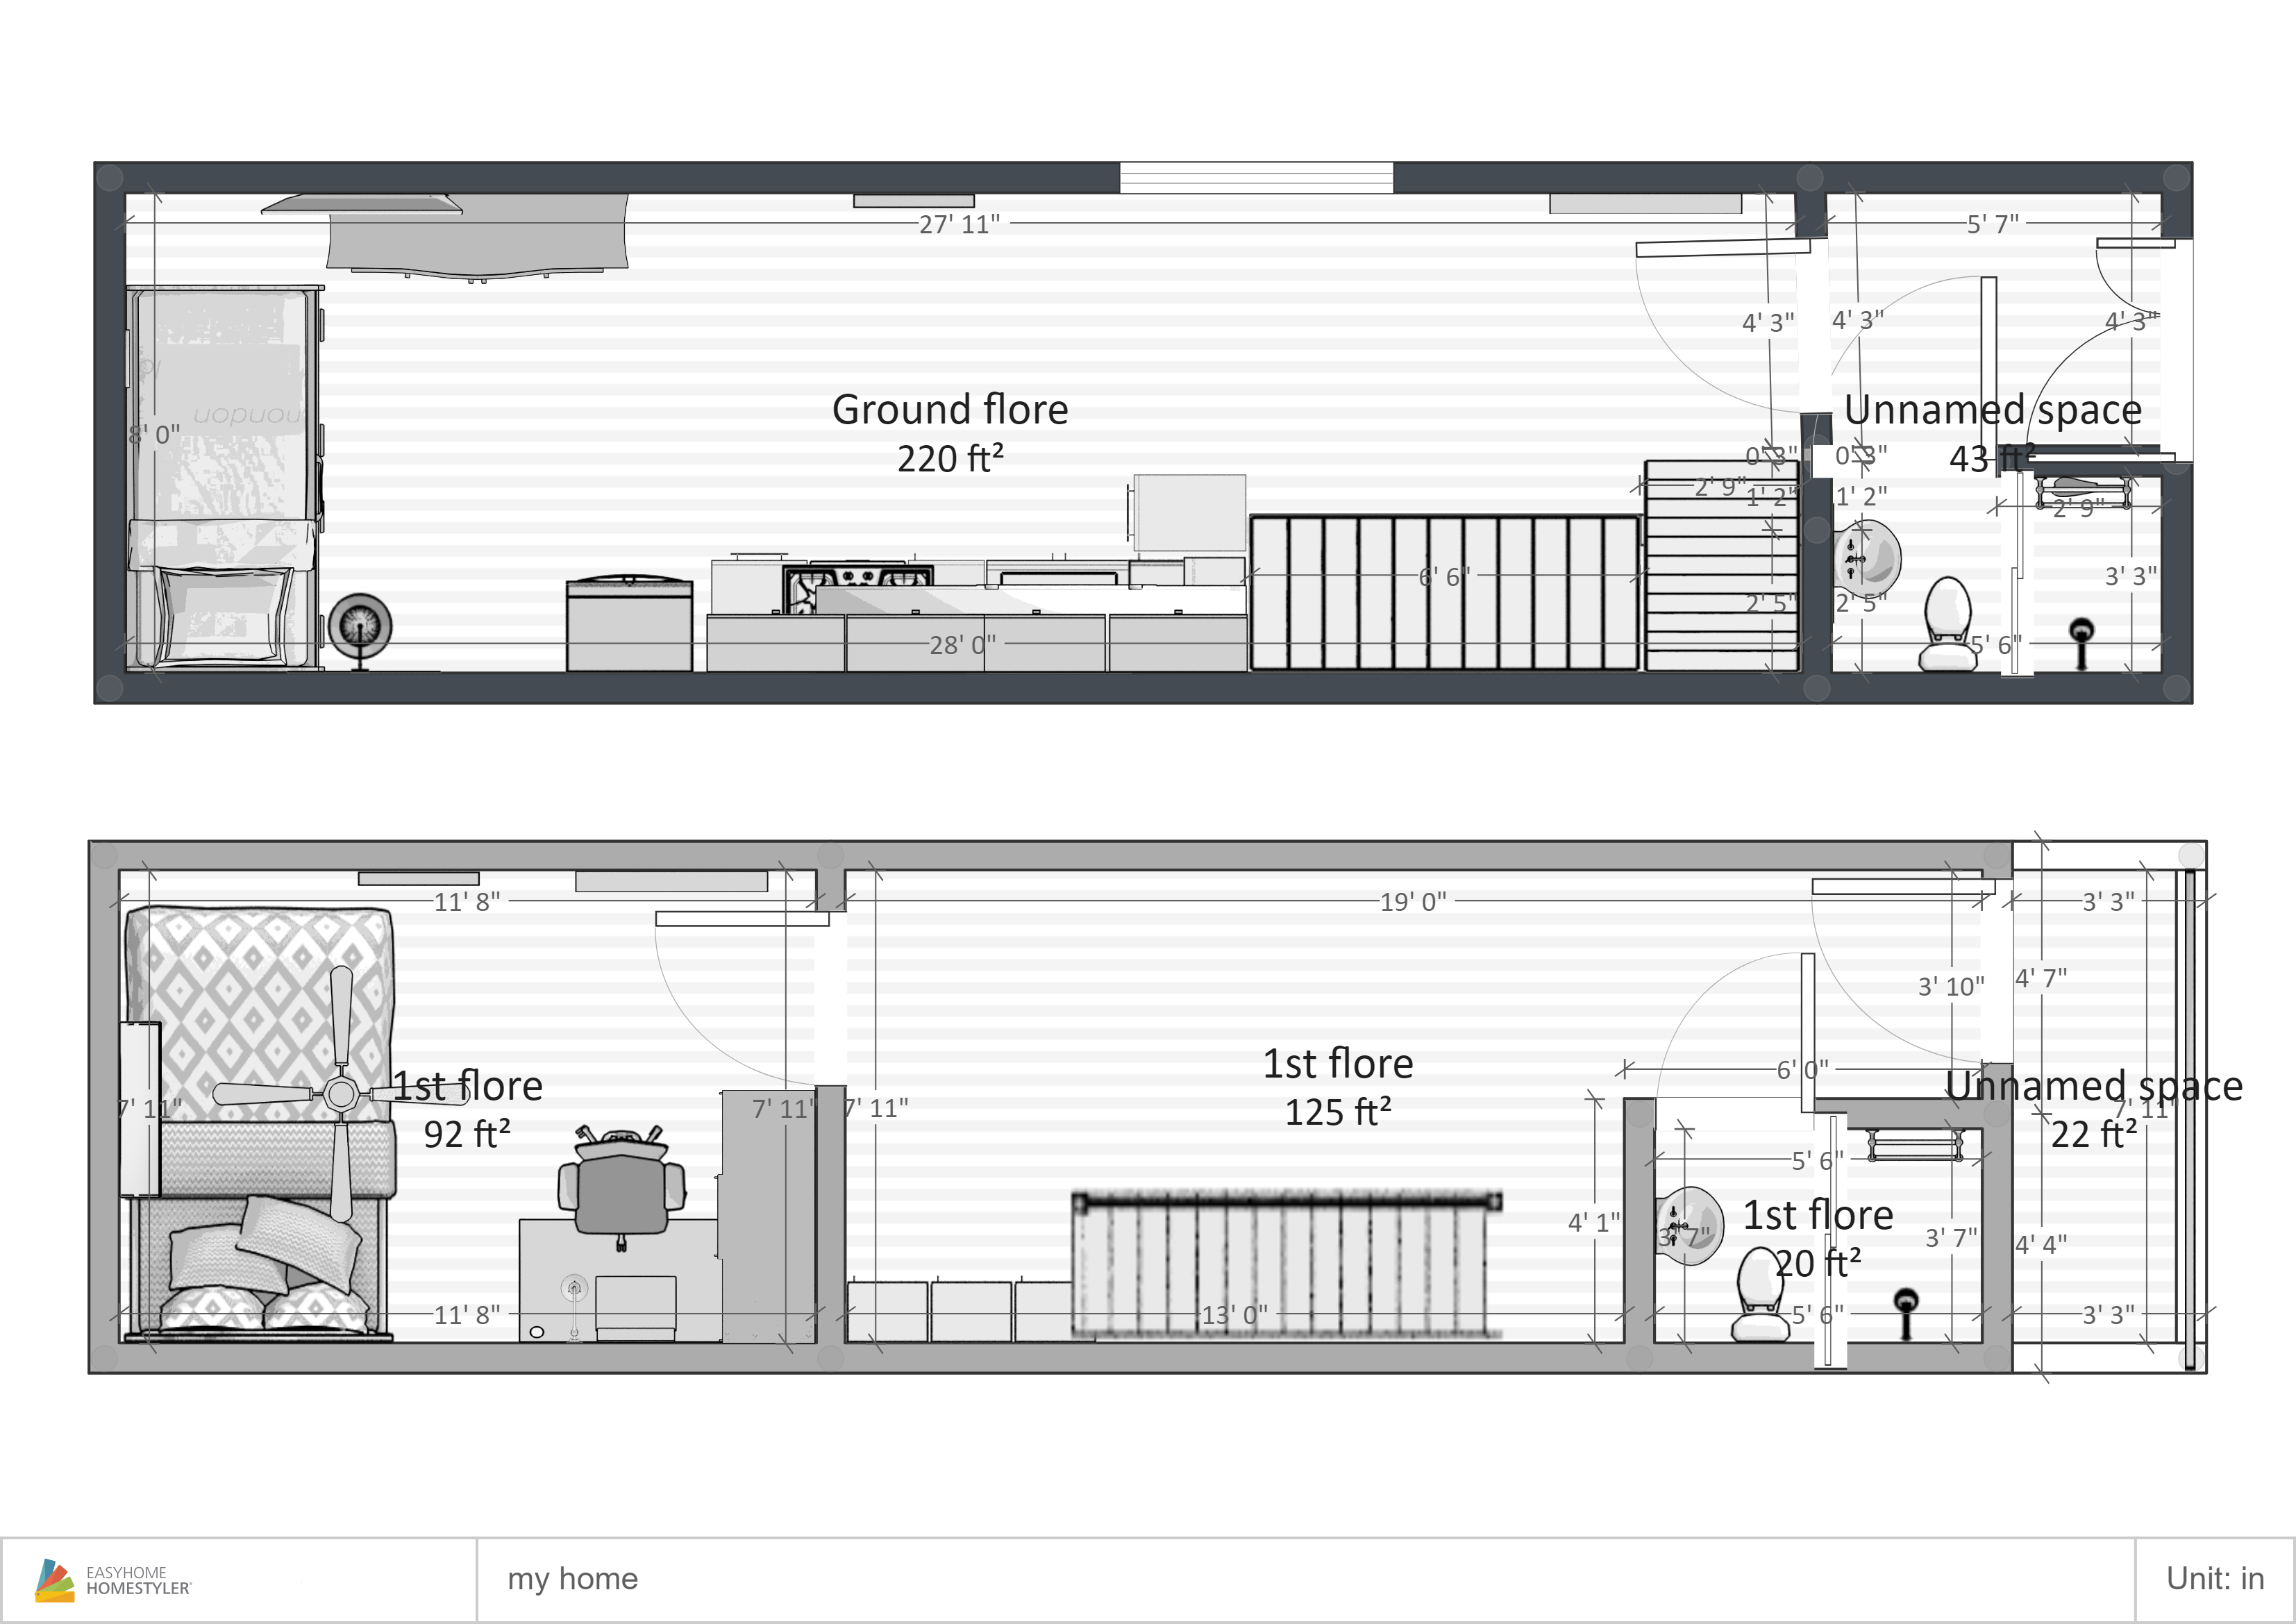 27' 11"
5' 7"
4' 3"
4' 3"
4' 3"
Ground flore
220 ft²
Unnamed space
43 ft²
8' 0"
nondon
0' 3"
0' 3"
2' 9"
1' 2"
1' 2"
2' 9"
6' 6"
3' 3"
2' 5"
2' 5"
28' 0"
5' 6"
11' 8"
19' 0"
3' 3"
3' 10"
4' 7"
6' 0"
1st flore
92 ft²
1st flore
125 ft²
Unnamed space
22 ft²
7' 11"
7' 11"
7' 11"
7' 11"
5' 6"
1st flore
20 ft²
4' 1"
3' 7"
3' 7"
4' 4"
11' 8"
13' 0"
5' 6"
3' 3"
EASYHOME
HOMESTYLER
my home
Unit: in